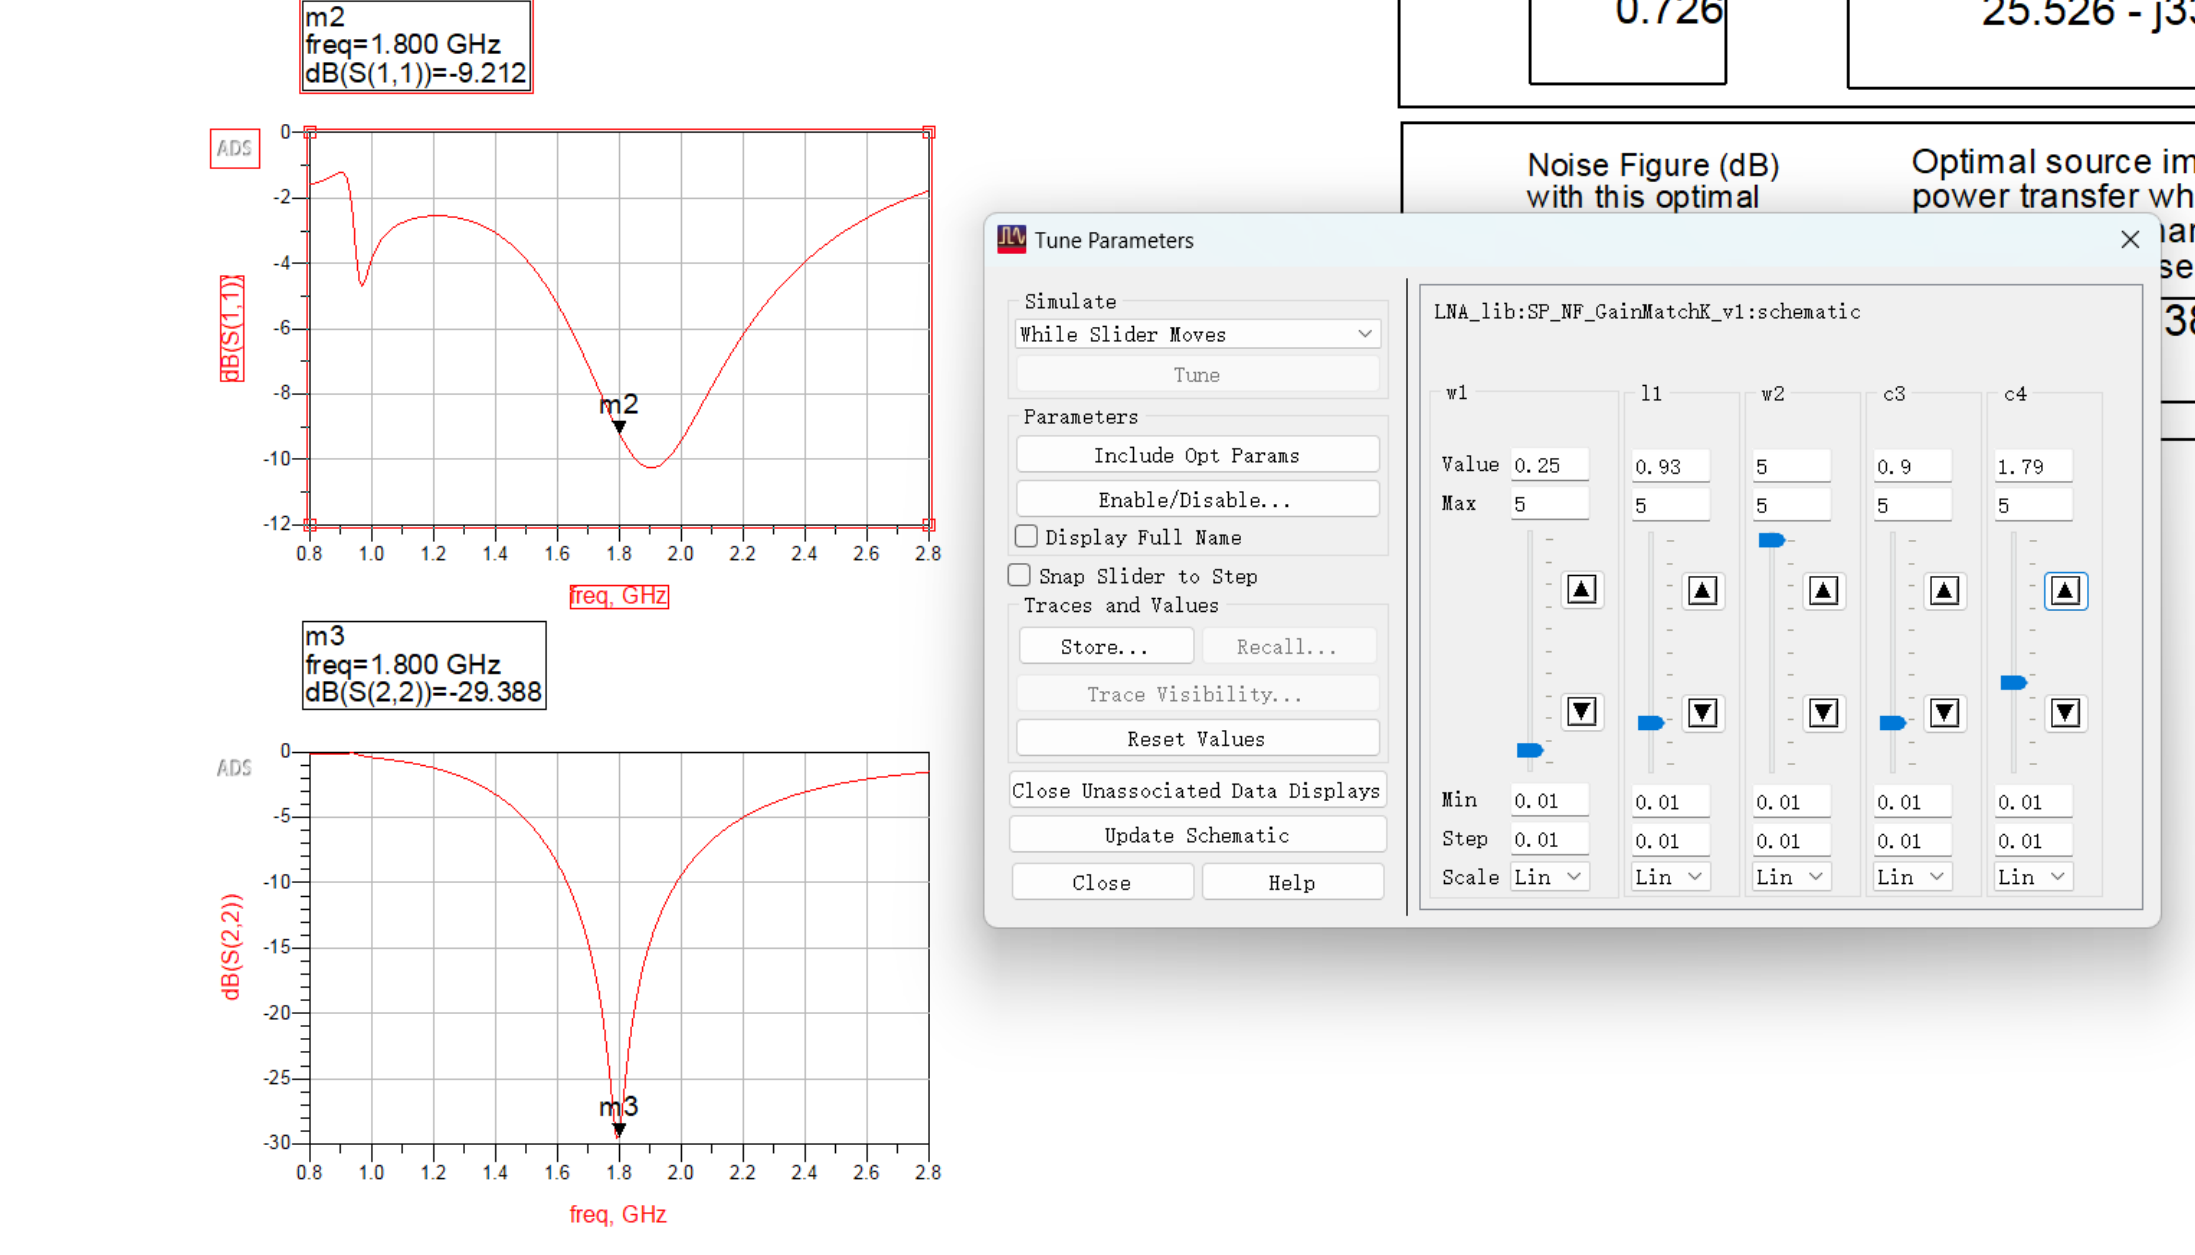 m2
freq=1.800 GHz
dB(S(1,1))=-9.212
ADS
0
-2
-4
-6
-8
-10
-12
dB(S(1,1))
m2
0.8 1.0 1.2 1.4 1.6 1.8 2.0 2.2 2.4 2.6 2.8
freq, GHz
m3
freq=1.800 GHz
dB(S(2,2))=-29.388
ADS
0
-5
-10
-15
-20
-25
-30
dB(S(2,2))
m3
0.8 1.0 1.2 1.4 1.6 1.8 2.0 2.2 2.4 2.6 2.8
freq, GHz
0.726
25.526 - j3
Noise Figure (dB)
with this optimal
Optimal source im
power transfer wh
Tune Parameters
Simulate
While Slider Moves
Tune
Parameters
Include Opt Params
Enable/Disable...
Display Full Name
Snap Slider to Step
Traces and Values
Store... Recall...
Trace Visibility...
Reset Values
Close Unassociated Data Displays
Update Schematic
Close Help
LNA_lib:SP_NF_GainMatchK_v1:schematic
w1 l1 w2 c3 c4
Value 0.25 0.93 5 0.9 1.79
Max 5 5 5 5 5
Min 0.01 0.01 0.01 0.01 0.01
Step 0.01 0.01 0.01 0.01 0.01
Scale Lin Lin Lin Lin Lin